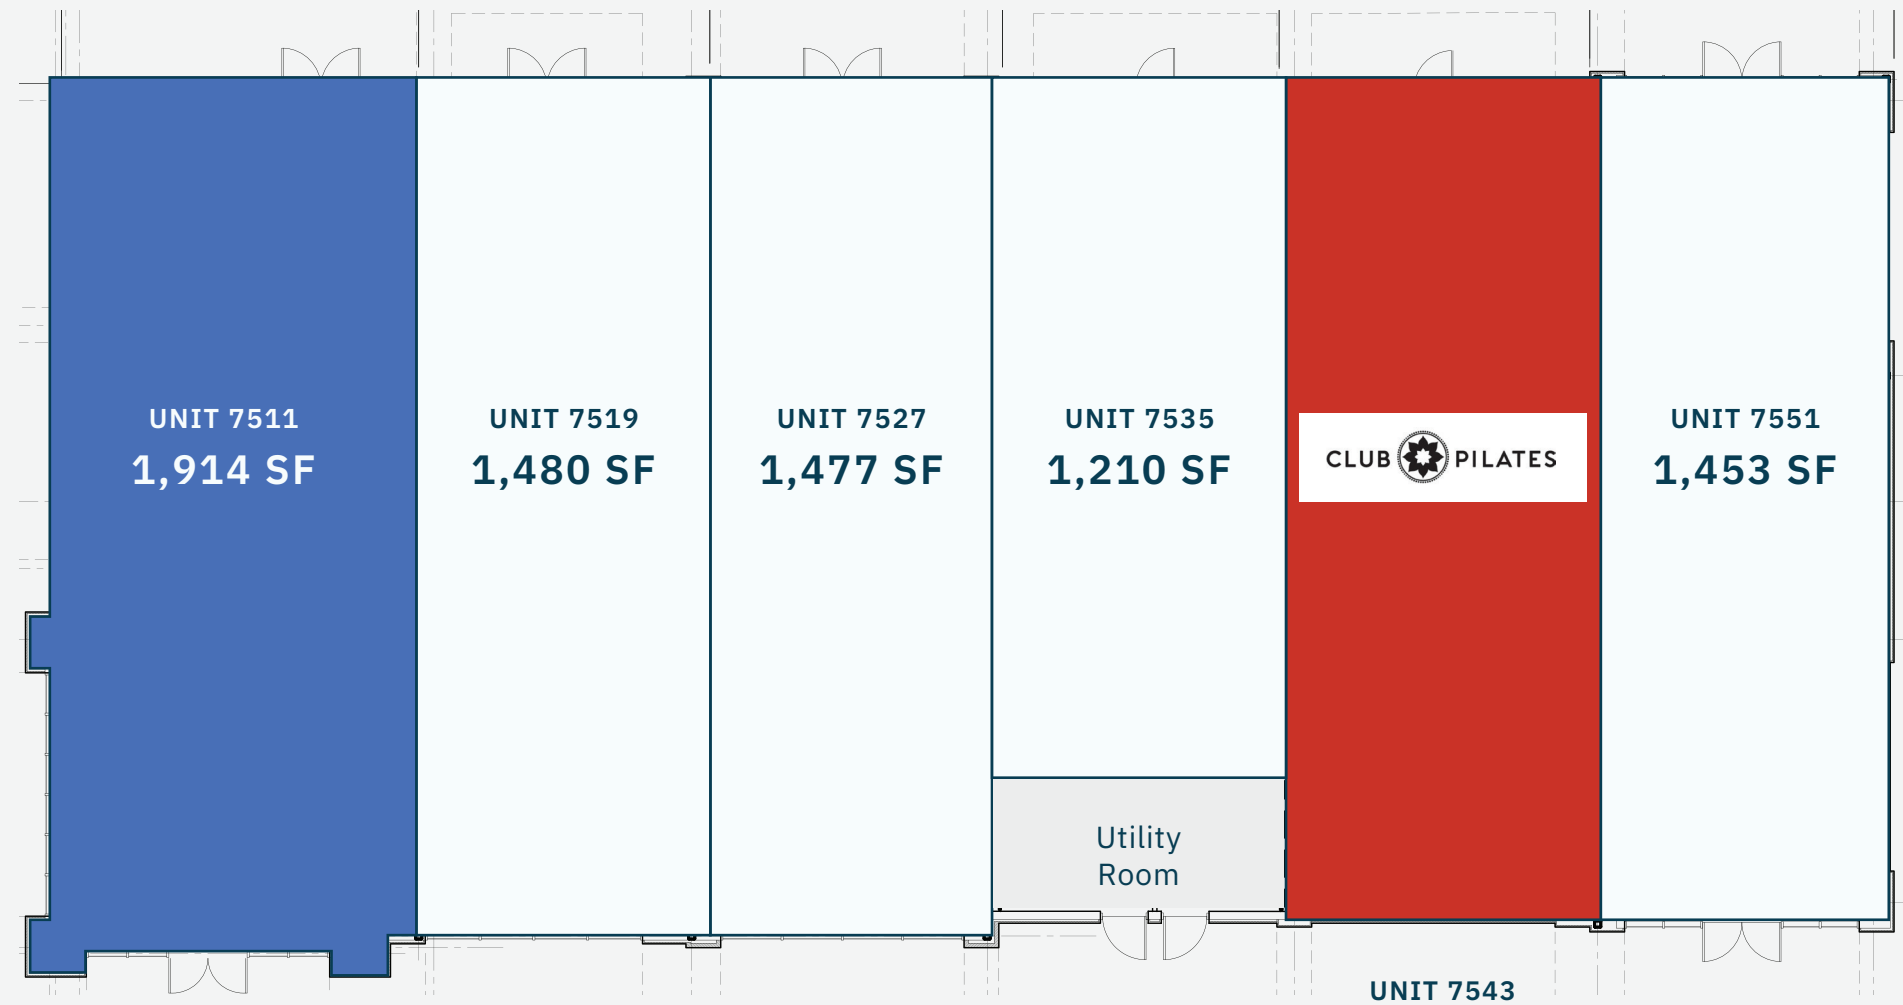 UNIT 7511
1,914 SF
UNIT 7519
1,480 SF
UNIT 7527
1,477 SF
UNIT 7535
1,210 SF
CLUB PILATES
UNIT 7551
1,453 SF
Utility
Room
UNIT 7543